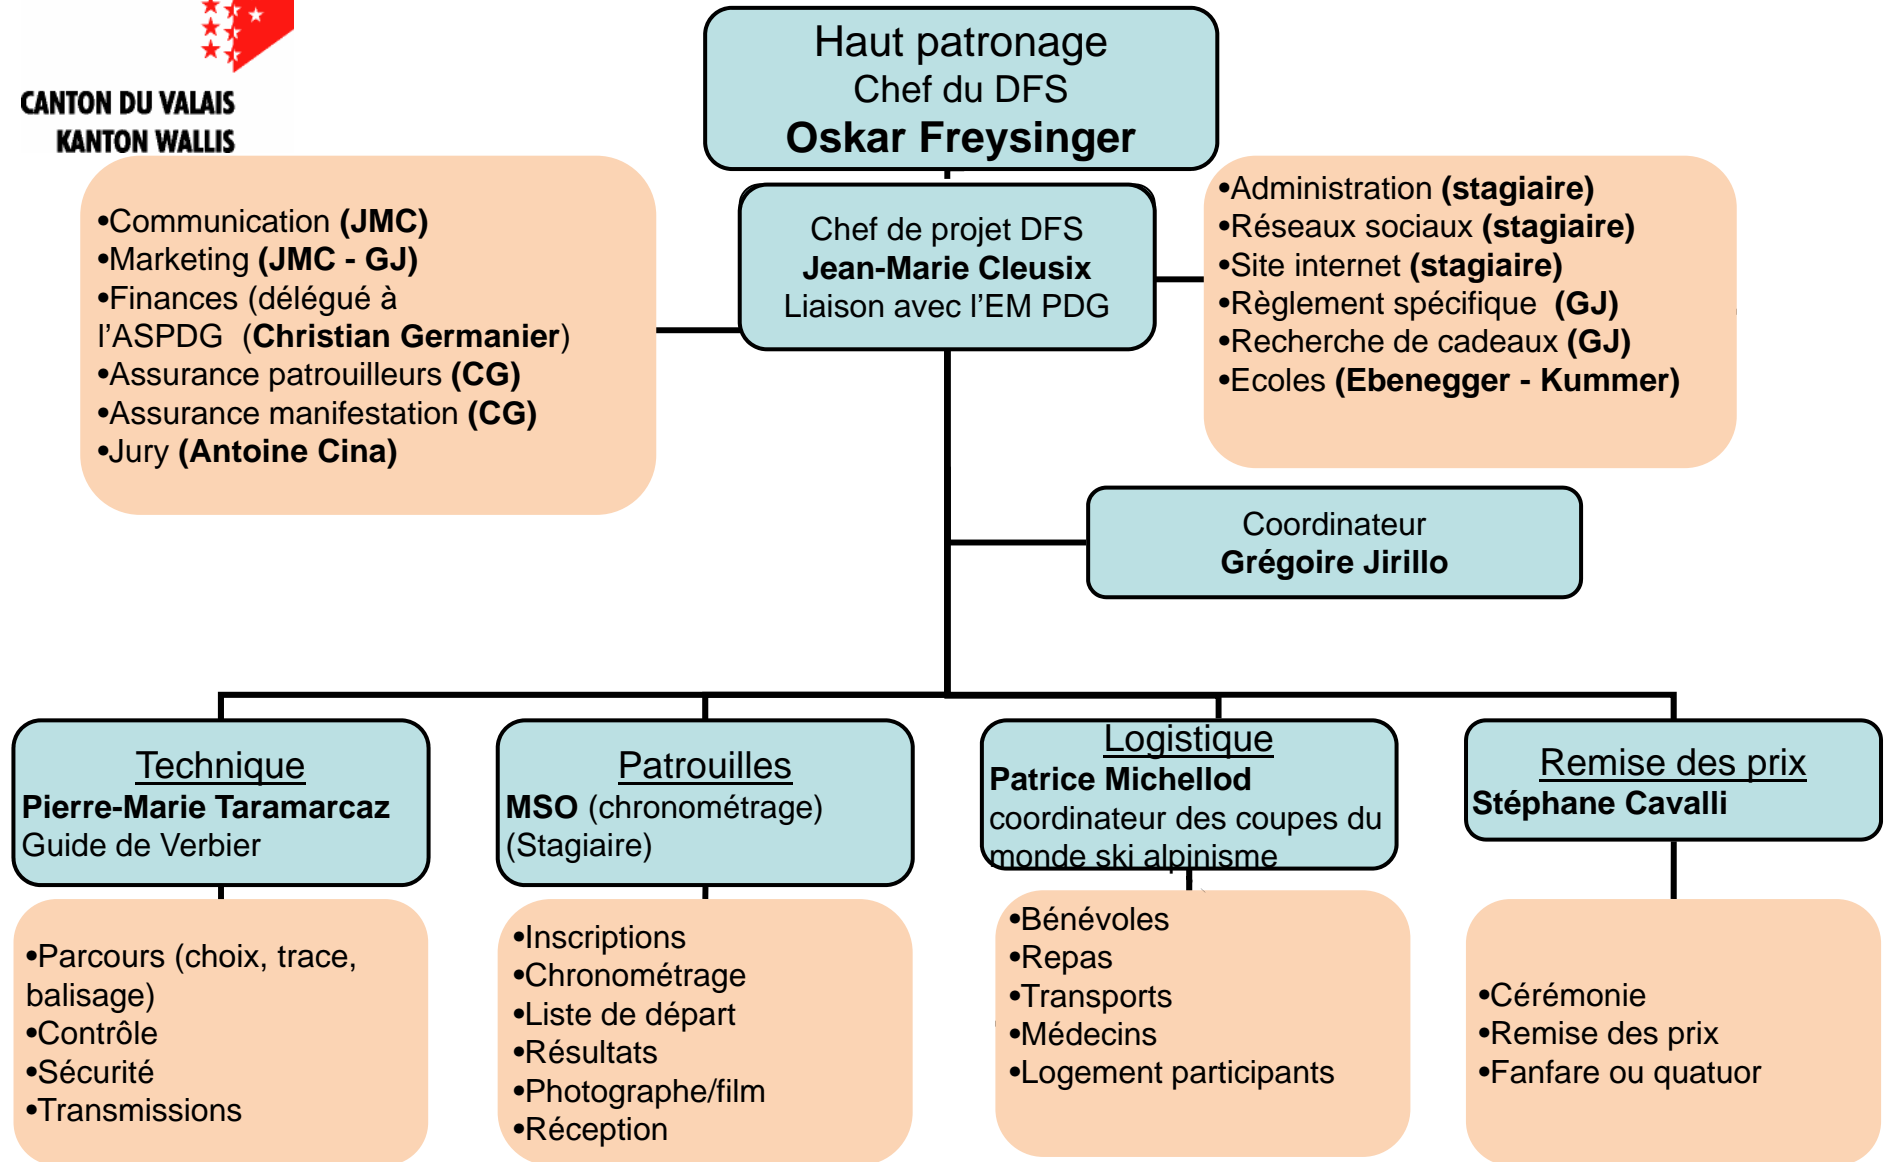 CANTON DU VALAIS
KANTON WALLIS
Haut patronage
Chef du DFS
Oskar Freysinger
•Communication (JMC)
•Marketing (JMC - GJ)
•Finances (délégué à
l’ASPDG  (Christian Germanier)
•Assurance patrouilleurs (CG)
•Assurance manifestation (CG)
•Jury (Antoine Cina)
Chef de projet DFS
Jean-Marie Cleusix
Liaison avec l’EM PDG
•Administration (stagiaire)
•Réseaux sociaux (stagiaire)
•Site internet (stagiaire)
•Règlement spécifique  (GJ)
•Recherche de cadeaux (GJ)
•Ecoles (Ebenegger - Kummer)
Coordinateur
Grégoire Jirillo
Technique
Pierre-Marie Taramarcaz
Guide de Verbier
Patrouilles
MSO (chronométrage)
(Stagiaire)
Logistique
Patrice Michellod
coordinateur des coupes du
monde ski alpinisme
Remise des prix
Stéphane Cavalli
•Parcours (choix, trace,
balisage)
•Contrôle
•Sécurité
•Transmissions
•Inscriptions
•Chronométrage
•Liste de départ
•Résultats
•Photographe/film
•Réception
•Bénévoles
•Repas
•Transports
•Médecins
•Logement participants
•Cérémonie
•Remise des prix
•Fanfare ou quatuor